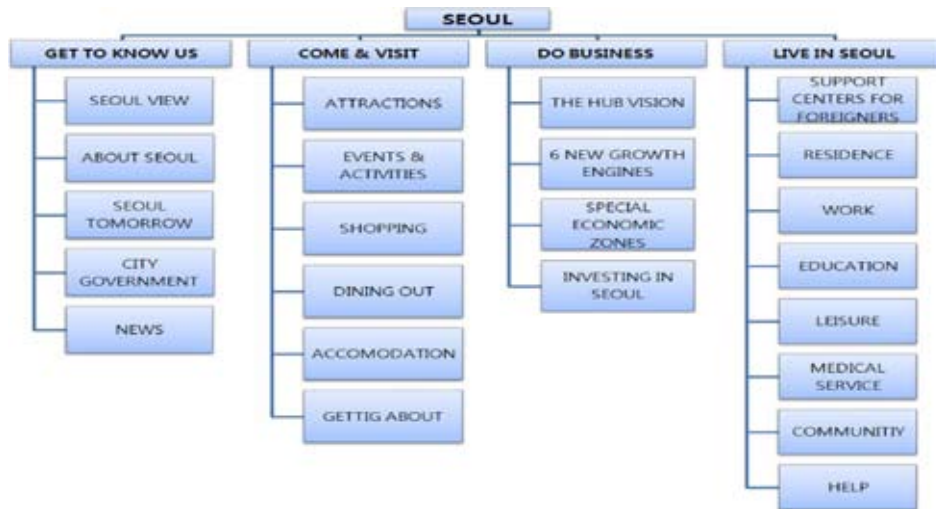 SEOUL
GET TO KNOW US
SEOUL VIEW
ABOUT SEOUL
SEOUL
TOMORROW
CITY
GOVERNMENT
NEWS
COME & VISIT
ATTRACTIONS
EVENTS &
ACTIVITIES
SHOPPING
DINING OUT
ACCOMODATION
GETTIG ABOUT
DO BUSINESS
THE HUB VISION
6 NEW GROWTH
ENGINES
SPECIAL
ECONOMIC
ZONES
INVESTING IN
SEOUL
LIVE IN SEOUL
SUPPORT
CENTERS FOR
FOREIGNERS
RESIDENCE
WORK
EDUCATION
LEISURE
MEDICAL
SERVICE
COMMUNITIY
HELP